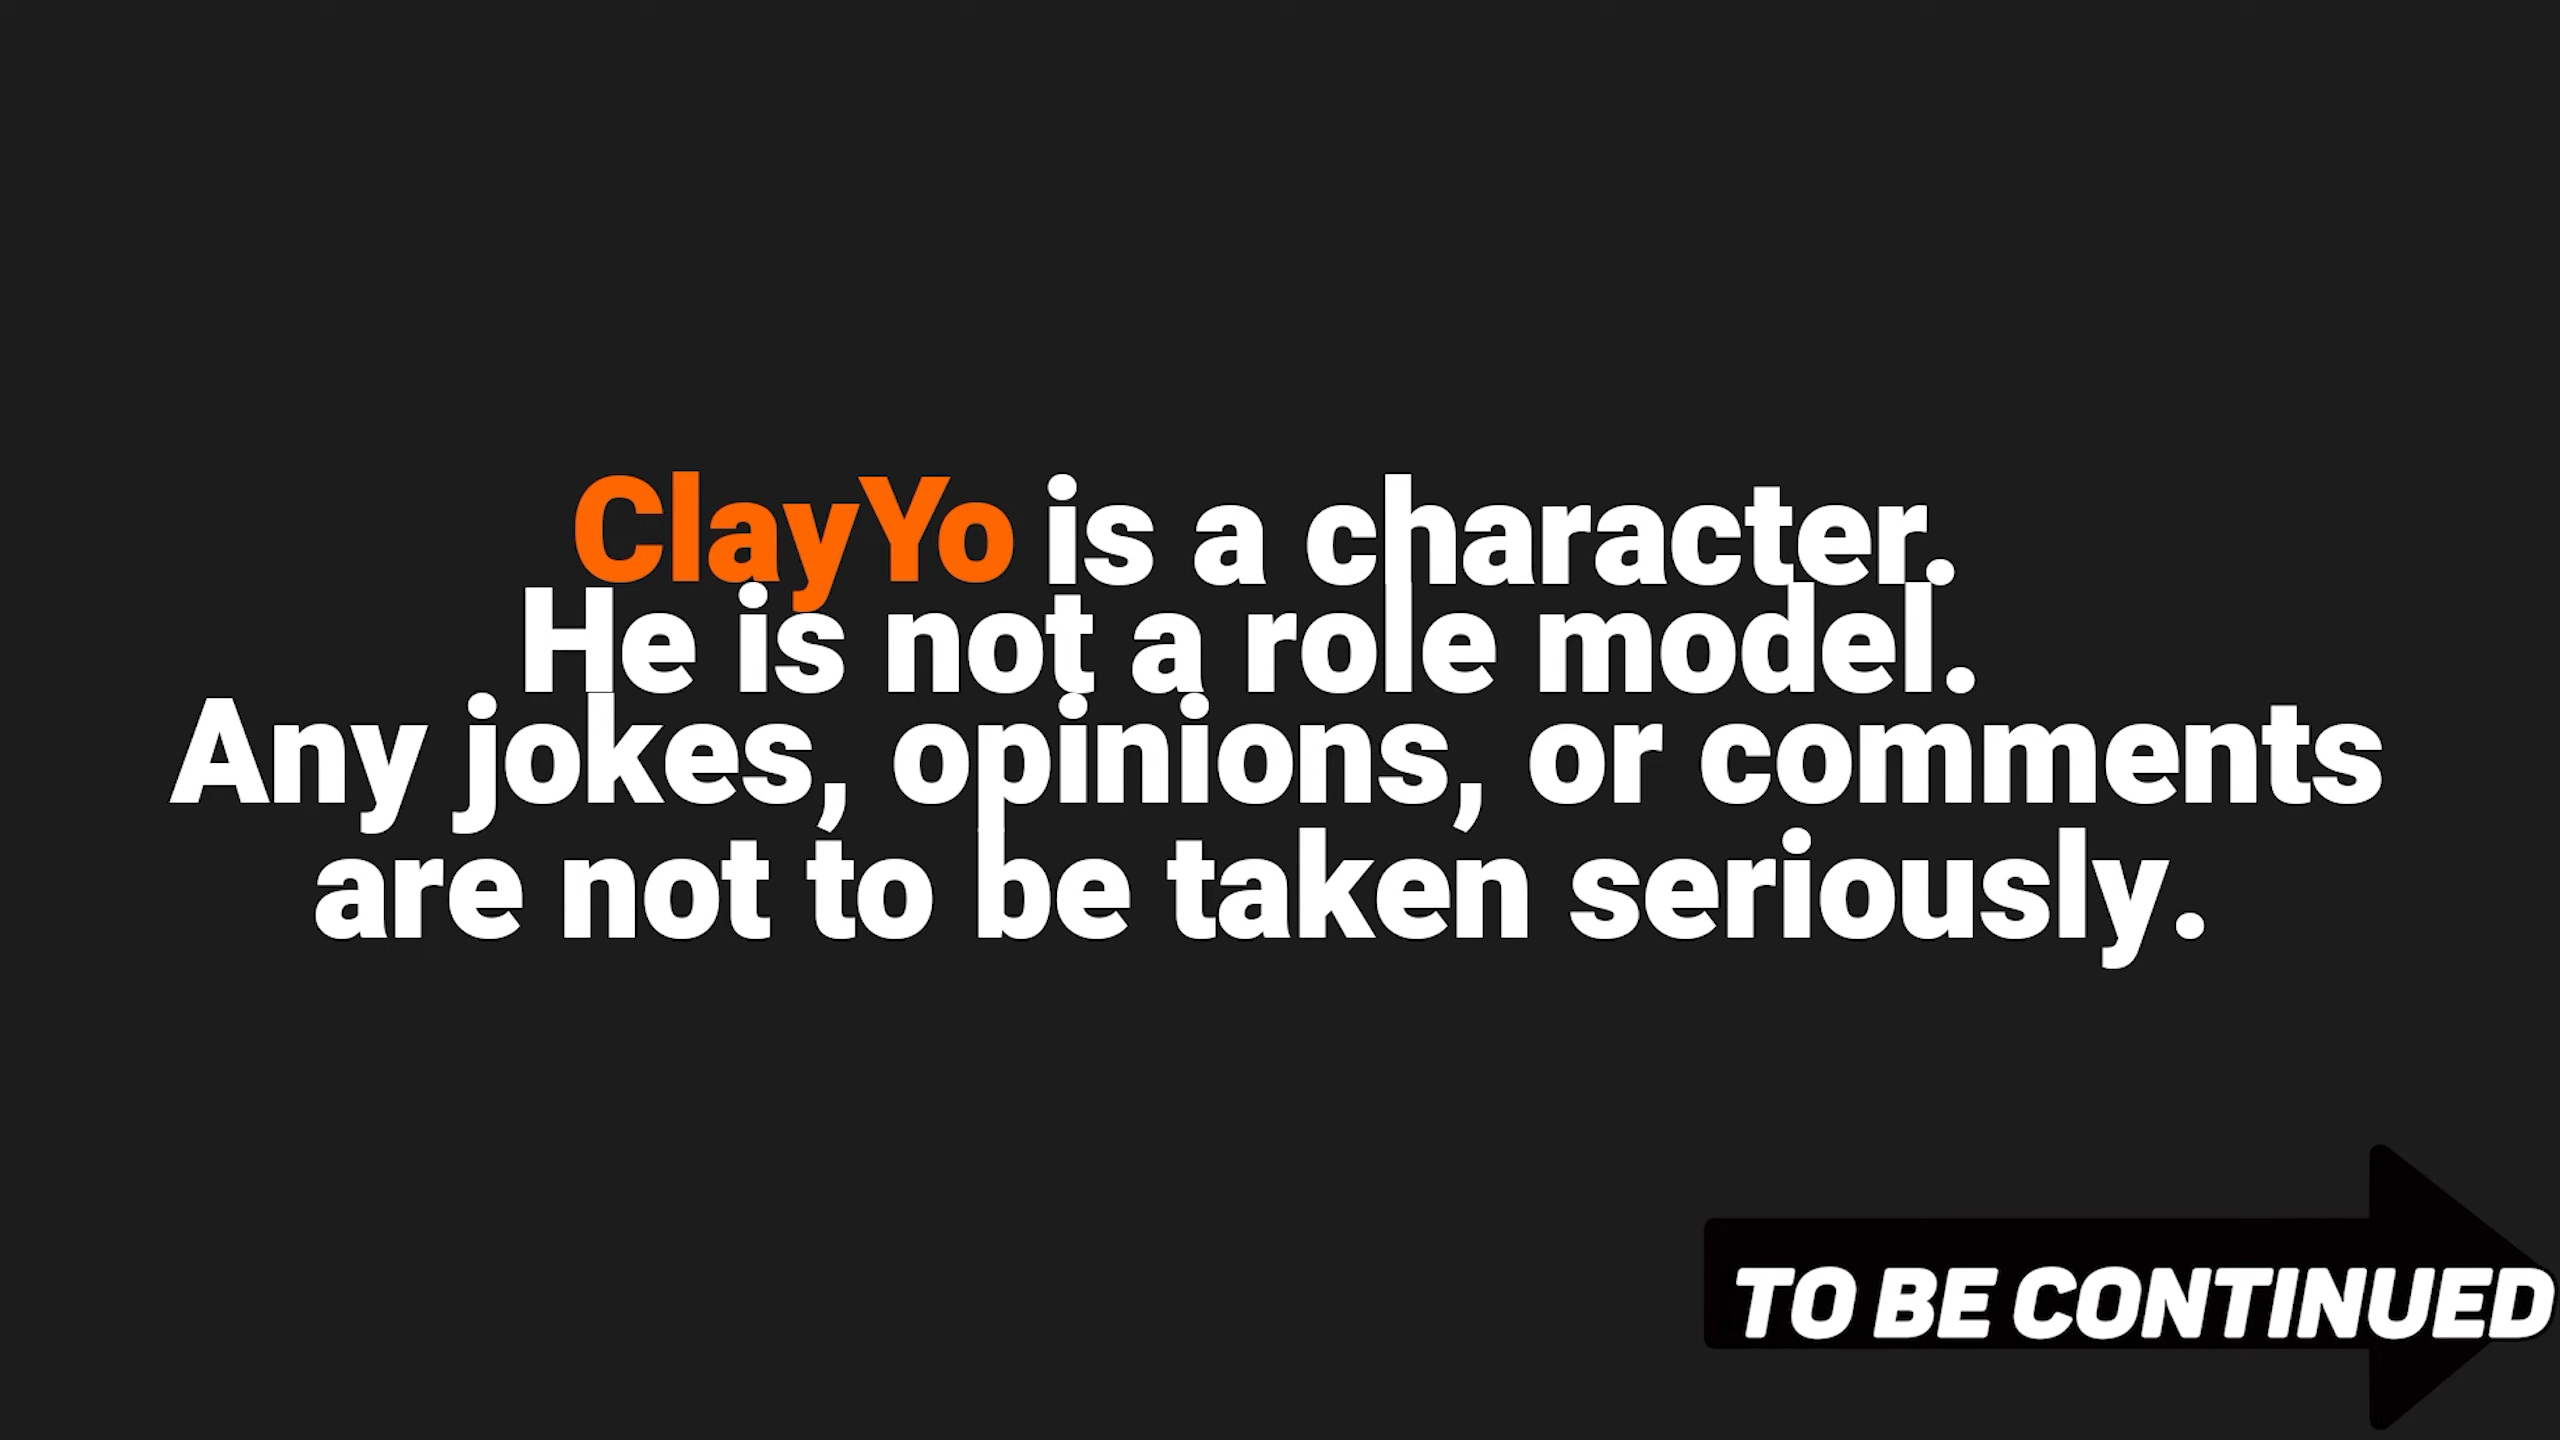 ClayYo is a character.
He is not a role model.
Any jokes, opinions, or comments
are not to be taken seriously.
TO BE CONTINUED